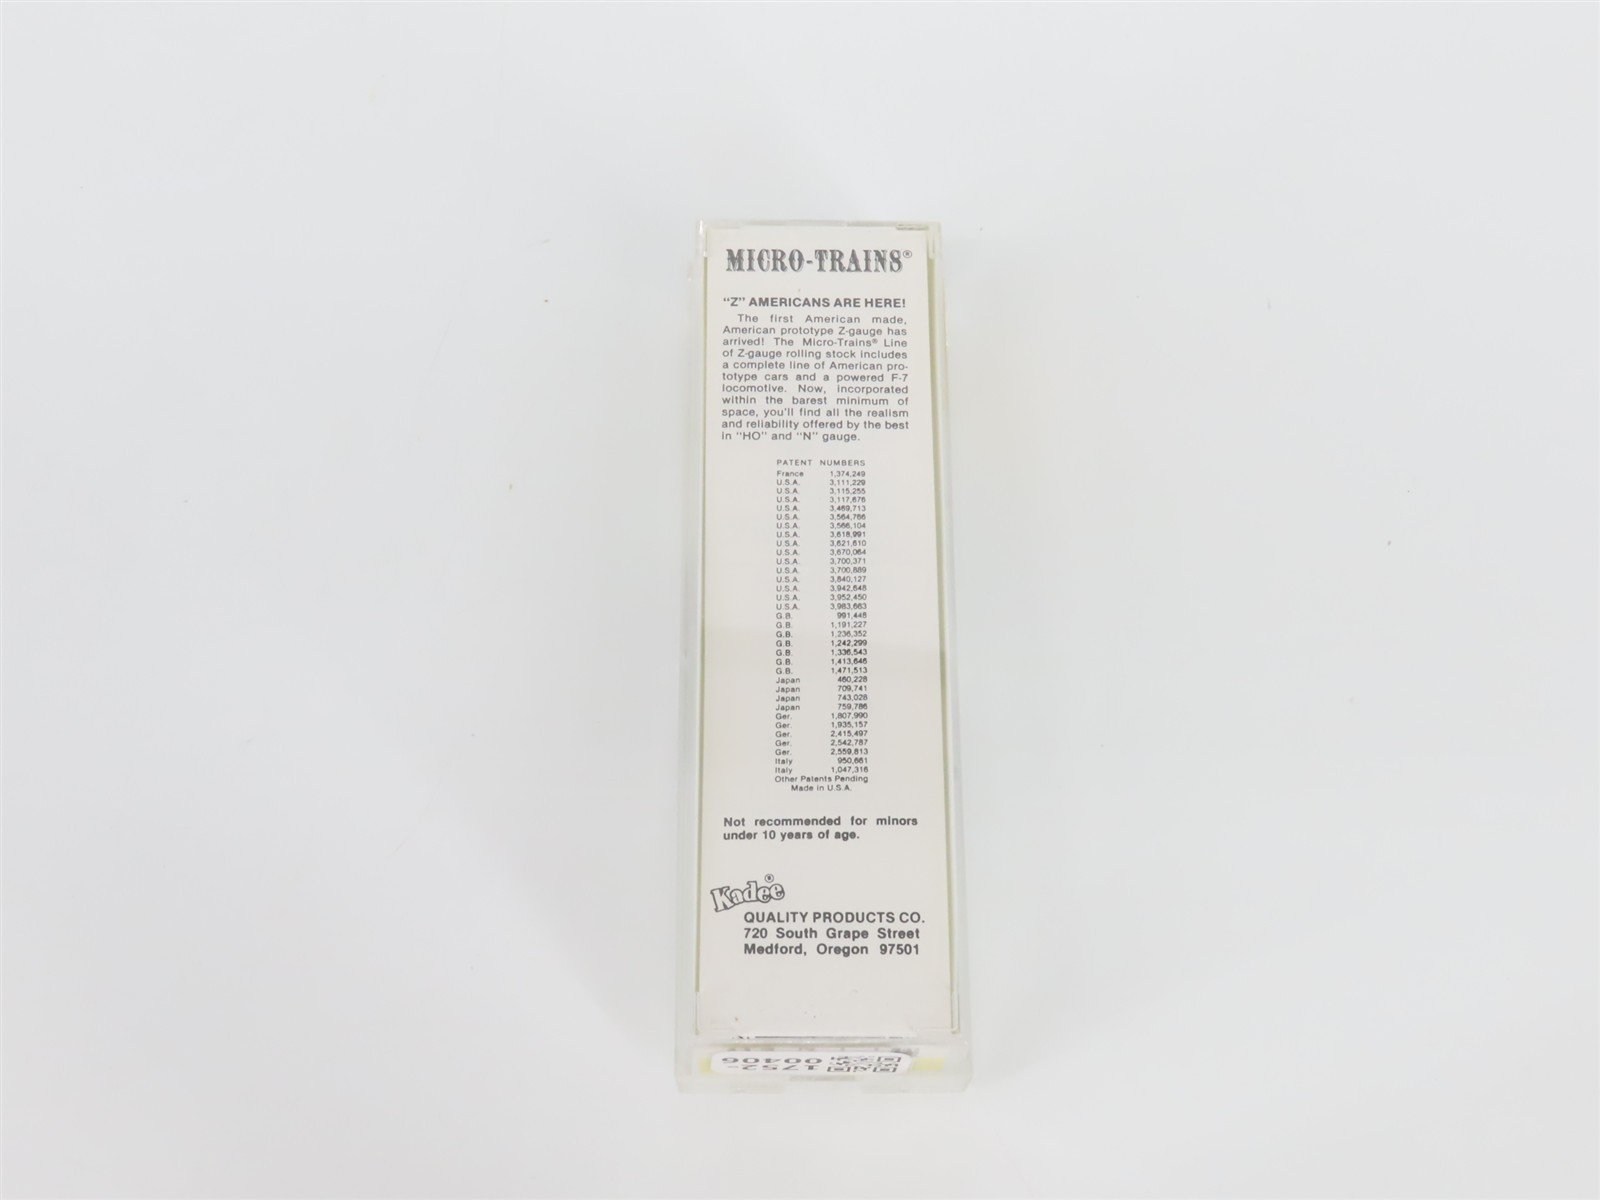 MICRO-TRAINS®
"Z" AMERICANS ARE HERE!
The first American made,
American prototype Z-gauge has
arrived! The Micro-Trains® Line
of Z-gauge rolling stock includes
a complete line of American pro-
totype cars and a powered F-7
locomotive. Now, incorporated
within the barest minimum of
space, you'll find all the realism
and reliability offered by the best
in "HO" and "N" gauge.
PATENT NUMBERS
France 1,374,249
U.S.A. 3,111,229
U.S.A. 3,115,255
U.S.A. 3,117,676
U.S.A. 3,469,713
U.S.A. 3,564,766
U.S.A. 3,566,104
U.S.A. 3,618,991
U.S.A. 3,621,610
U.S.A. 3,670,064
U.S.A. 3,700,371
U.S.A. 3,700,889
U.S.A. 3,840,127
U.S.A. 3,942,648
U.S.A. 3,952,450
U.S.A. 3,983,663
G.B. 991,448
G.B. 1,191,227
G.B. 1,236,352
G.B. 1,242,299
G.B. 1,336,543
G.B. 1,413,646
G.B. 1,471,513
Japan 460,228
Japan 709,741
Japan 743,028
Japan 759,786
Ger. 1,807,990
Ger. 1,935,157
Ger. 2,415,497
Ger. 2,542,787
Ger. 2,559,813
Italy 950,661
Italy 1,047,316
Other Patents Pending
Made in U.S.A.
Not recommended for minors
under 10 years of age.
Kadee®
QUALITY PRODUCTS CO.
720 South Grape Street
Medford, Oregon 97501
1752-
00406